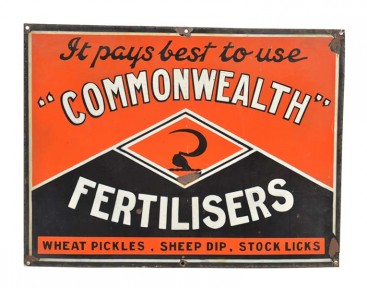 It pays best to use
"COMMONWEALTH"
FERTILISERS
WHEAT PICKLES, SHEEP DIP, STOCK LICKS